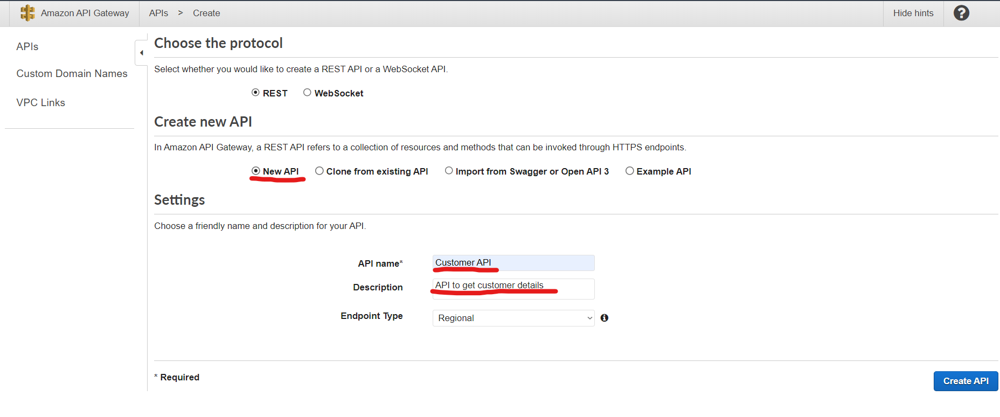 Amazon API Gateway APIs > Create Hide hints ?
APIs
Custom Domain Names
VPC Links
Choose the protocol
Select whether you would like to create a REST API or a WebSocket API.
REST WebSocket
Create new API
In Amazon API Gateway, a REST API refers to a collection of resources and methods that can be invoked through HTTPS endpoints.
New API Clone from existing API Import from Swagger or Open API 3 Example API
Settings
Choose a friendly name and description for your API.
API name* Customer API
Description API to get customer details
Endpoint Type Regional
* Required
Create API